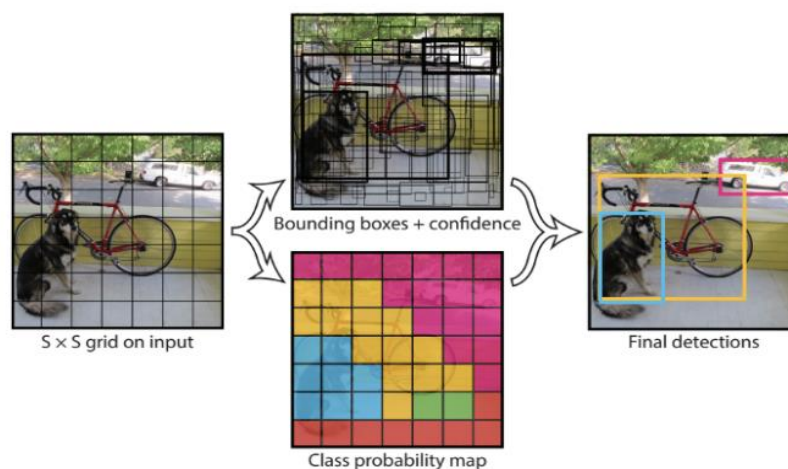 Bounding boxes + confidence
S × S grid on input
Final detections
Class probability map